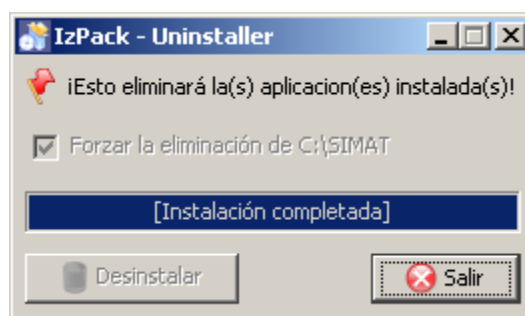 IzPack - Uninstaller
¡Esto eliminará la(s) aplicacion(es) instalada(s)!
Forzar la eliminación de C:\SIMAT
[Instalación completada]
Desinstalar
Salir